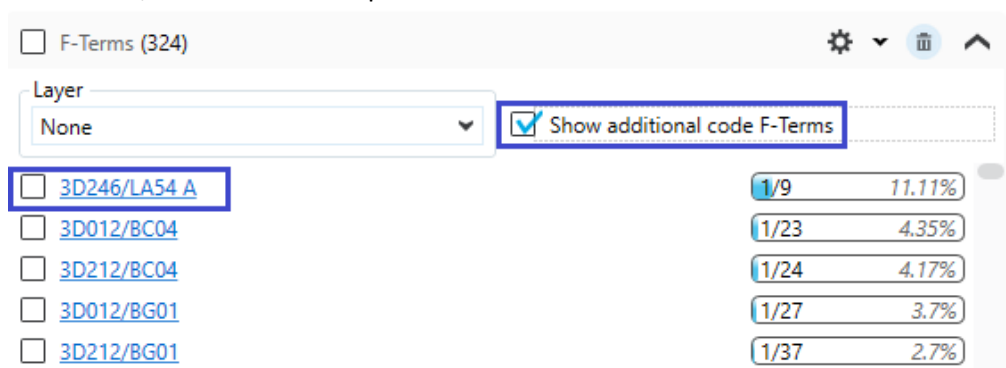 F-Terms (324)
Layer
None
Show additional code F-Terms
3D246/LA54 A 1/9 11.11%
3D012/BC04 1/23 4.35%
3D212/BC04 1/24 4.17%
3D012/BG01 1/27 3.7%
3D212/BG01 1/37 2.7%